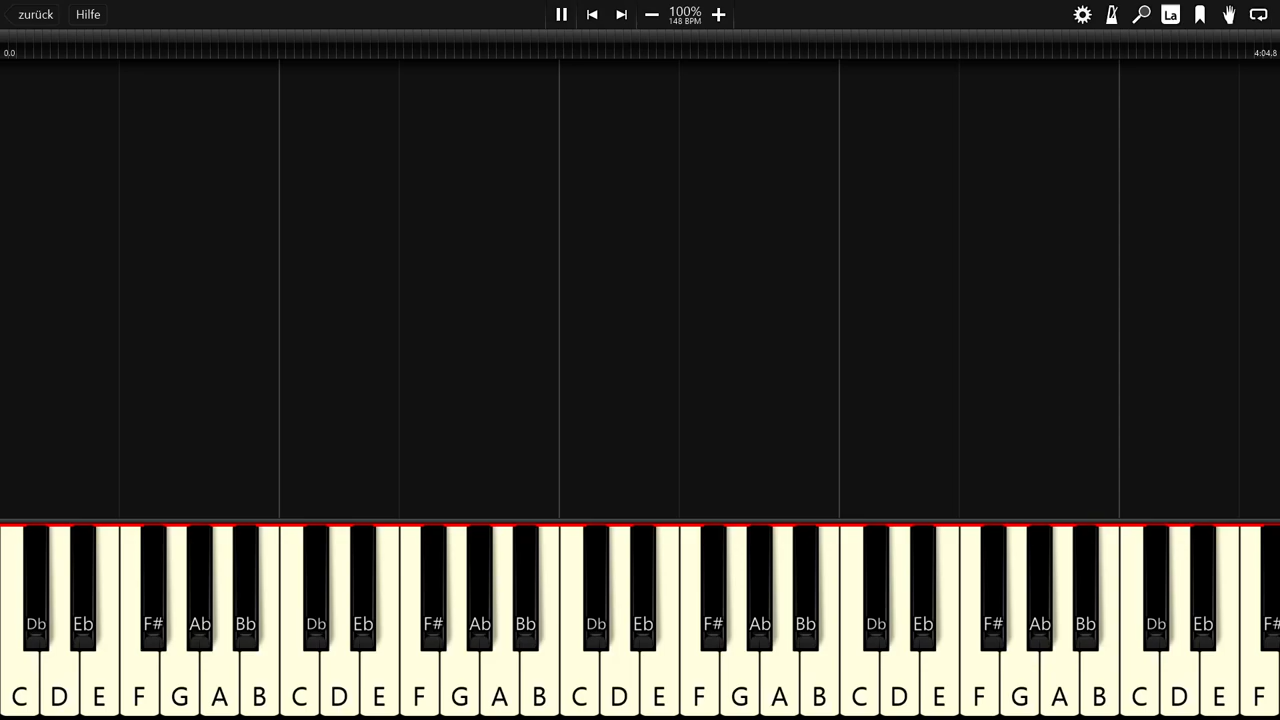 zurück Hilfe 100% La
148 BPM
0,0 4:04,8
Db Eb F# Ab Bb Db Eb F# Ab Bb Db Eb F# Ab Bb Db Eb F# Ab Bb Db Eb F#
C D E F G A B C D E F G A B C D E F G A B C D E F G A B C D E F